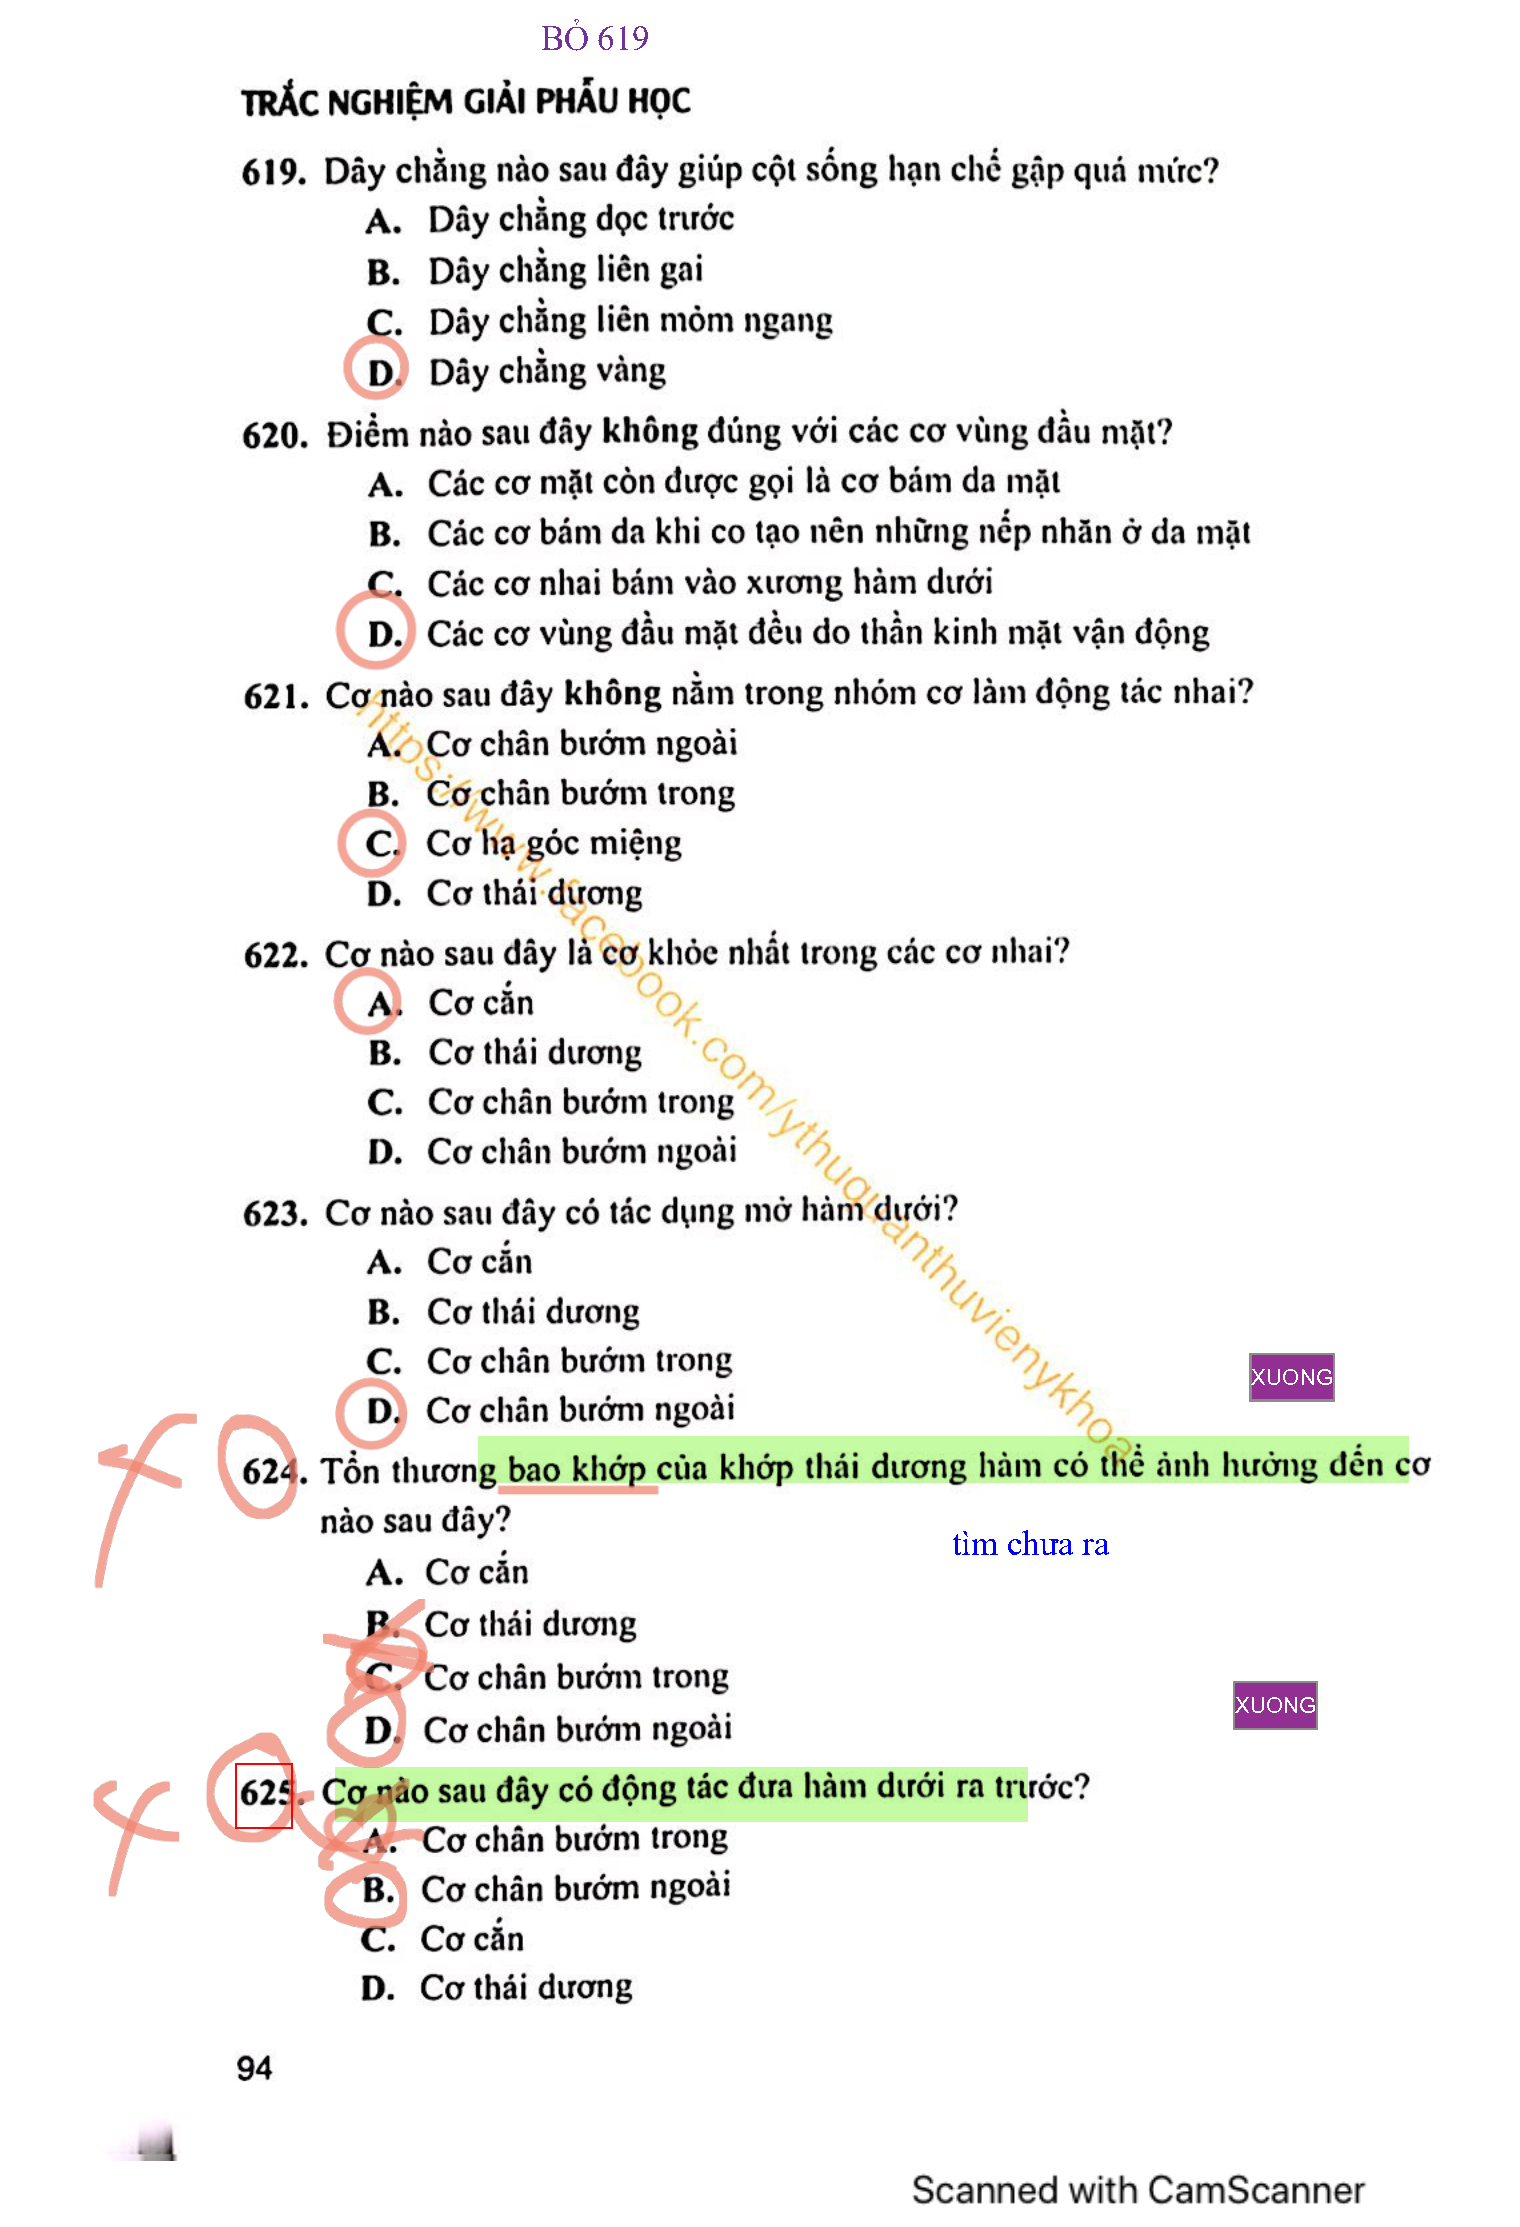 BỎ 619
TRẮC NGHIỆM GIẢI PHẪU HỌC
619. Dây chằng nào sau đây giúp cột sống hạn chế gập quá mức?
A. Dây chằng dọc trước
B. Dây chằng liên gai
C. Dây chằng liên mỏm ngang
D. Dây chằng vàng
620. Điểm nào sau đây không đúng với các cơ vùng đầu mặt?
A. Các cơ mặt còn được gọi là cơ bám da mặt
B. Các cơ bám da khi co tạo nên những nếp nhăn ở da mặt
C. Các cơ nhai bám vào xương hàm dưới
D. Các cơ vùng đầu mặt đều do thần kinh mặt vận động
621. Cơ nào sau đây không nằm trong nhóm cơ làm động tác nhai?
A. Cơ chân bướm ngoài
B. Cơ chân bướm trong
C. Cơ hạ góc miệng
D. Cơ thái dương
https://www.facebook.com/ythuquanthuvienykhoa
622. Cơ nào sau đây là cơ khỏe nhất trong các cơ nhai?
A. Cơ cắn
B. Cơ thái dương
C. Cơ chân bướm trong
D. Cơ chân bướm ngoài
623. Cơ nào sau đây có tác dụng mở hàm dưới?
A. Cơ cắn
B. Cơ thái dương
C. Cơ chân bướm trong
D. Cơ chân bướm ngoài
XUONG
624. Tổn thương bao khớp của khớp thái dương hàm có thể ảnh hưởng đến cơ
nào sau đây?
tìm chưa ra
A. Cơ cắn
B. Cơ thái dương
C. Cơ chân bướm trong
D. Cơ chân bướm ngoài
XUONG
625. Cơ nào sau đây có động tác đưa hàm dưới ra trước?
A. Cơ chân bướm trong
B. Cơ chân bướm ngoài
C. Cơ cắn
D. Cơ thái dương
94
Scanned with CamScanner